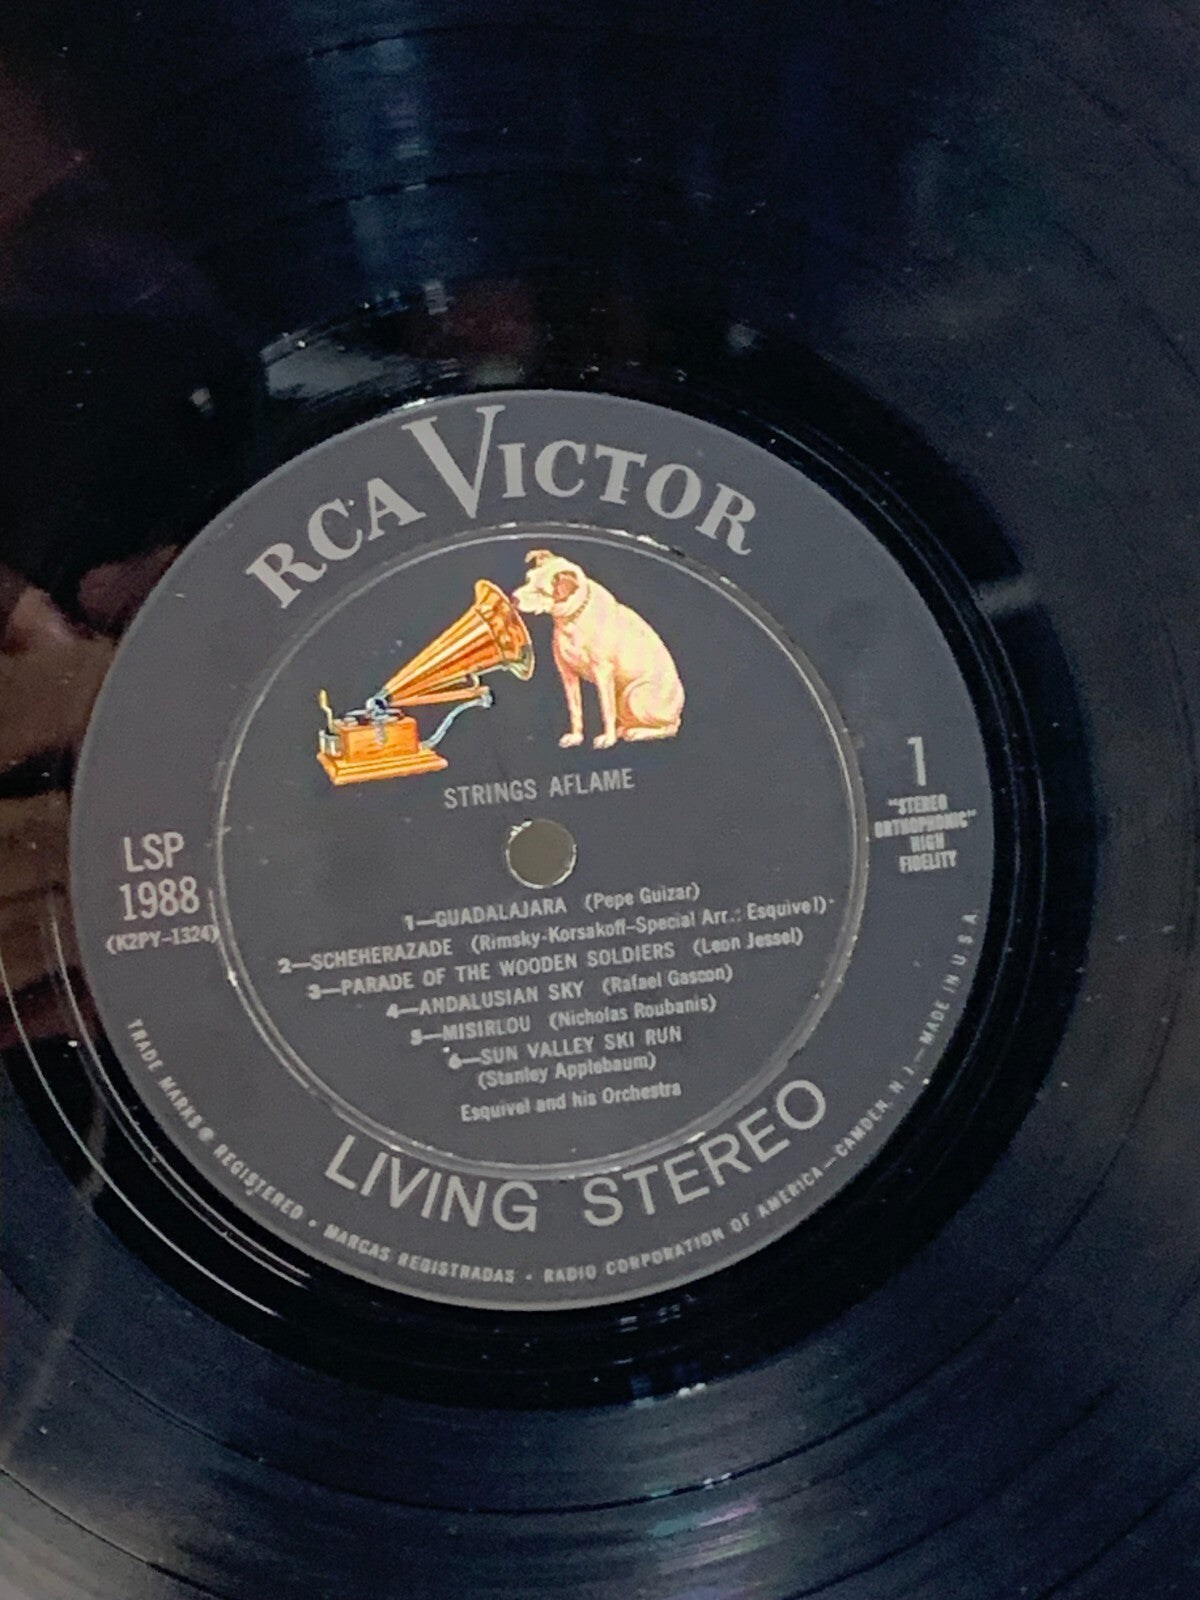 RCA VICTOR
STRINGS AFLAME
1
"STEREO
ORTHOPHONIC"
HIGH
FIDELITY
LSP
1988
(K2PY-1324)
1—GUADALAJARA (Pepe Guizar)
2—SCHEHERAZADE (Rimsky-Korsakoff-Special Arr.: Esquivel)
3—PARADE OF THE WOODEN SOLDIERS (Leon Jessel)
4—ANDALUSIAN SKY (Rafael Gascon)
5—MISIRLOU (Nicholas Roubanis)
6—SUN VALLEY SKI RUN
(Stanley Applebaum)
Esquivel and his Orchestra
LIVING STEREO
TRADE MARKS ® REGISTERED • MARCAS REGISTRADAS • RADIO CORPORATION OF AMERICA—CAMDEN, N. J.—MADE IN U.S.A.